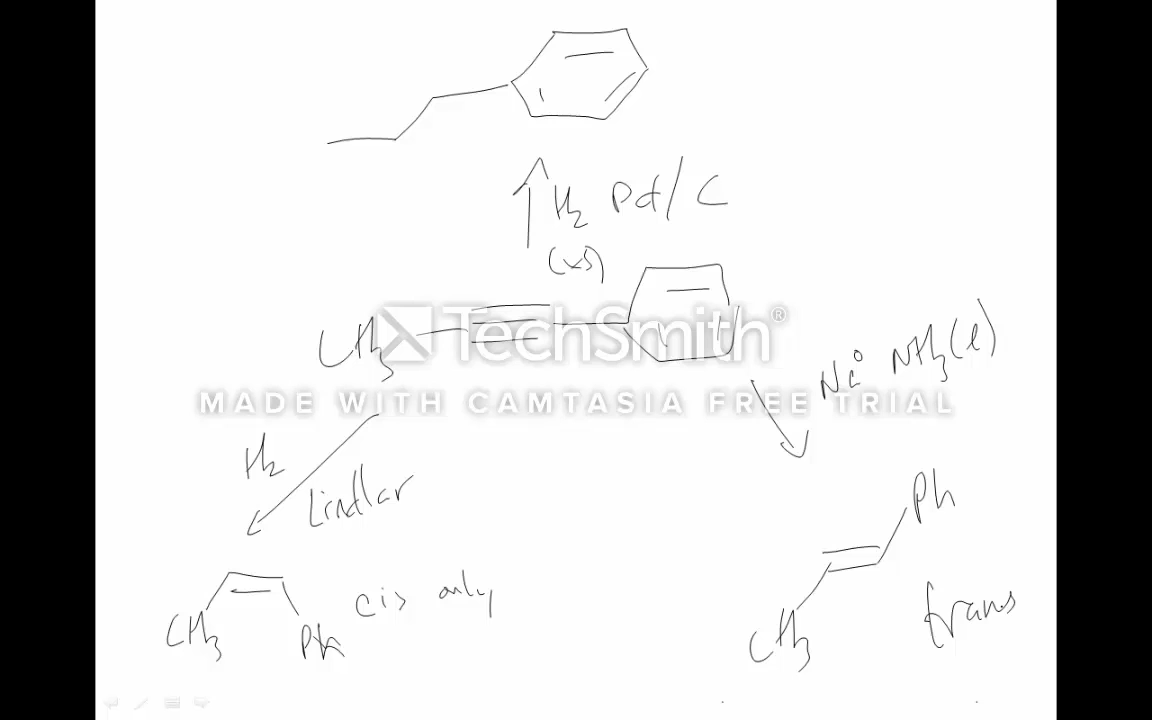 H2 Pd/C
(xs)
CH3
TechSmith®
MADE WITH CAMTASIA FREE TRIAL
Na° NH3(l)
H2
Lindlar
Ph
CH3
Ph
cis only
CH3
trans